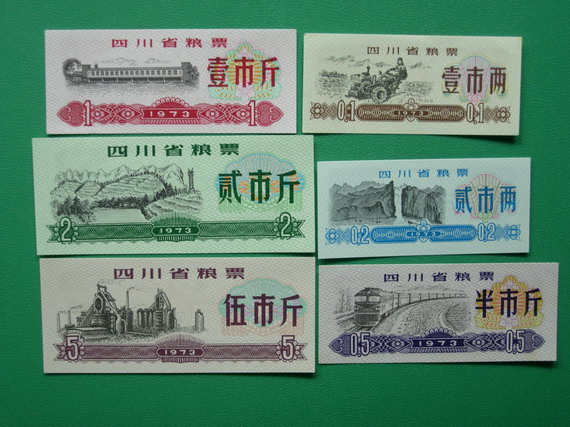 四川省粮票
壹市斤
1 1973 1
四川省粮票
壹市两
0.1 1973 0.1
四川省粮票
贰市斤
2 1973 2
四川省粮票
贰市两
0.2 1973 0.2
四川省粮票
伍市斤
5 1973 5
四川省粮票
半市斤
0.5 1973 0.5